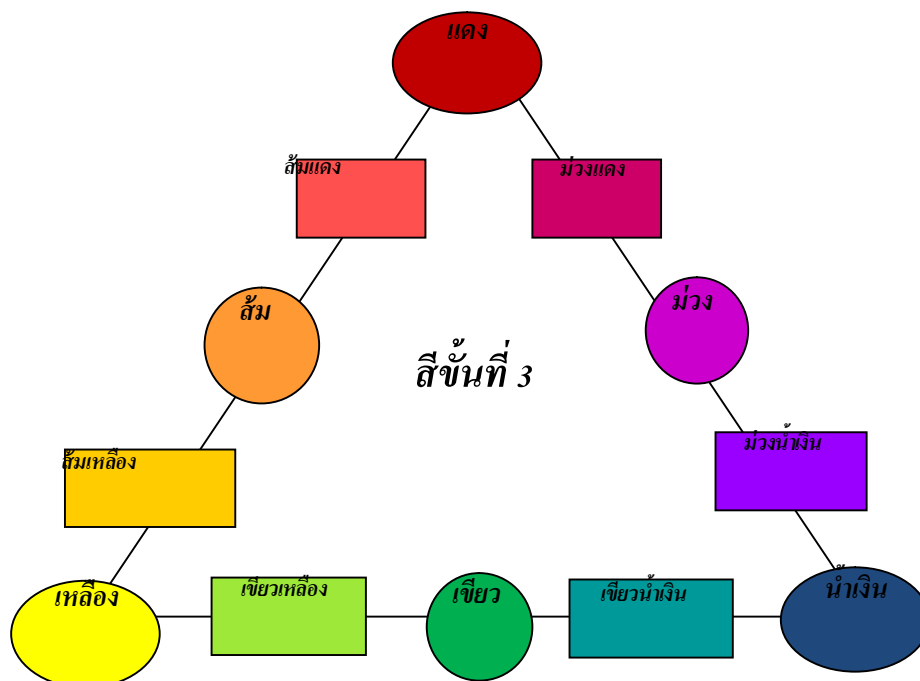 แดง
ส้มแดง
ม่วงแดง
ส้ม
ม่วง
สีขั้นที่ 3
ส้มเหลือง
ม่วงน้ำเงิน
เหลือง
เขียวเหลือง
เขียว
เขียวน้ำเงิน
น้ำเงิน